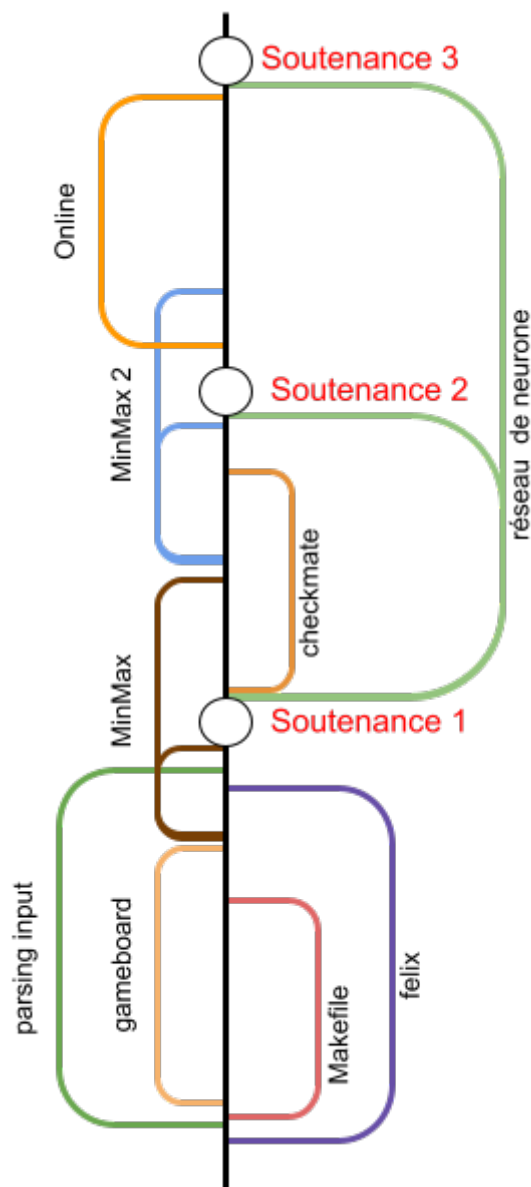 Soutenance 3
Online
Soutenance 2
MinMax 2
réseau de neurone
checkmate
MinMax
Soutenance 1
parsing input
gameboard
felix
Makefile